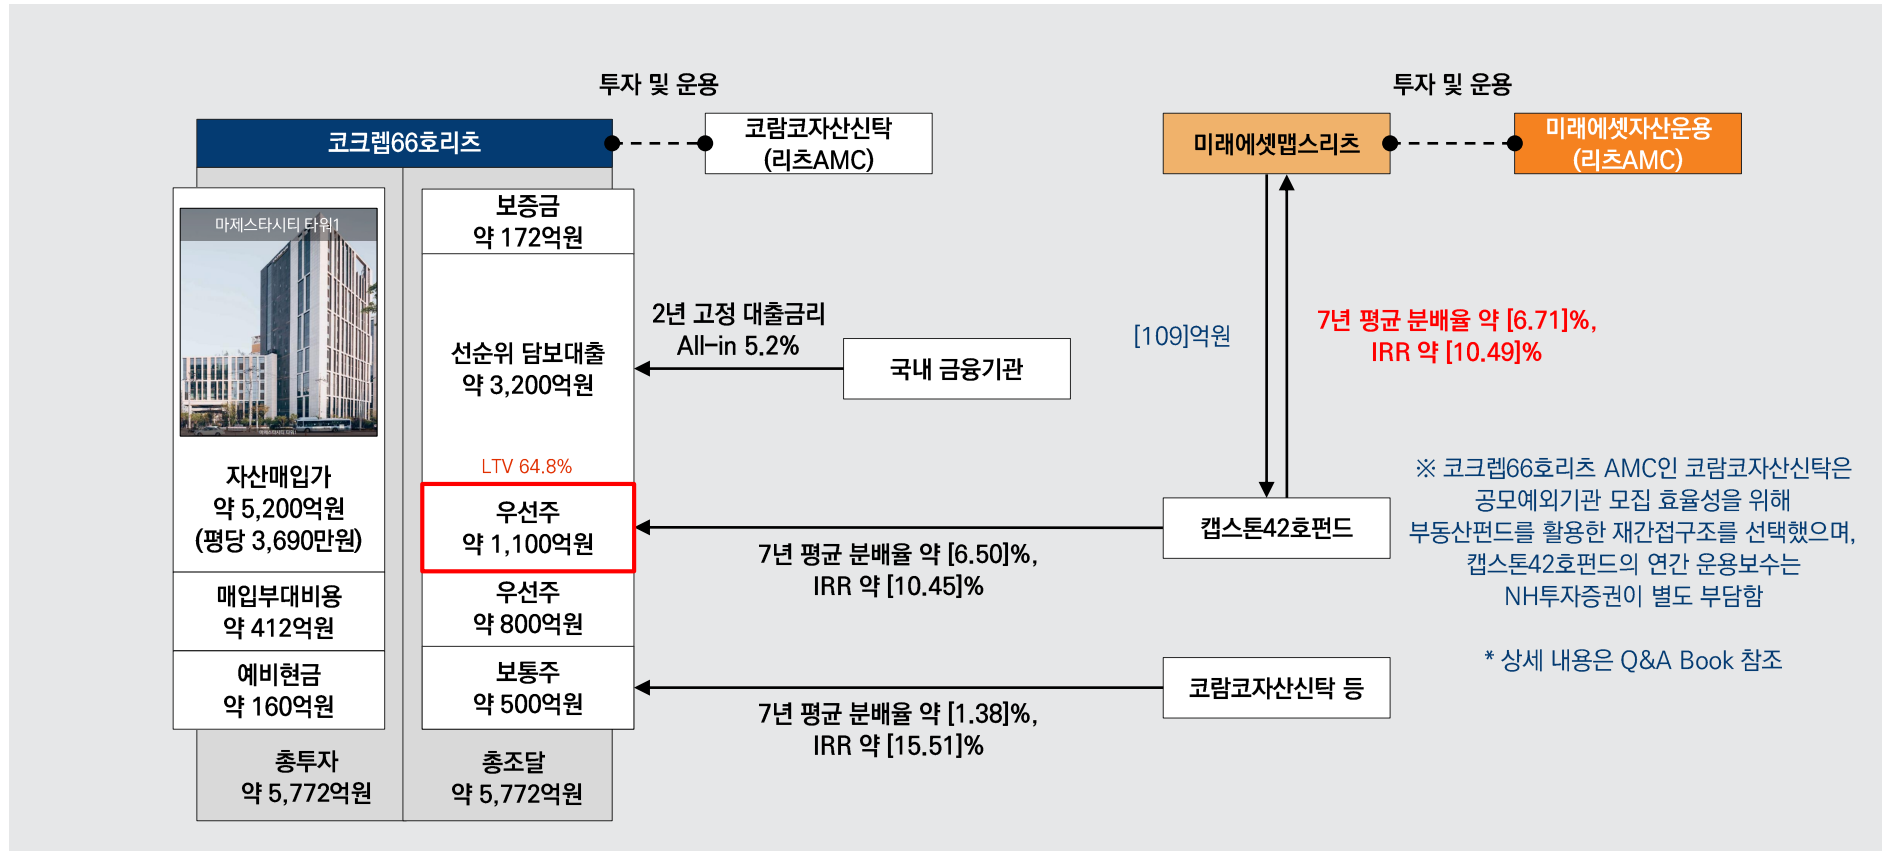 투자 및 운용
투자 및 운용
코크렙66호리츠
코람코자산신탁
(리츠AMC)
미래에셋맵스리츠
미래에셋자산운용
(리츠AMC)
마제스타시티 타워1
마제스타시티 타워1
자산매입가
약 5,200억원
(평당 3,690만원)
매입부대비용
약 412억원
예비현금
약 160억원
총투자
약 5,772억원
보증금
약 172억원
선순위 담보대출
약 3,200억원
LTV 64.8%
우선주
약 1,100억원
우선주
약 800억원
보통주
약 500억원
총조달
약 5,772억원
2년 고정 대출금리
All-in 5.2%
국내 금융기관
[109]억원
7년 평균 분배율 약 [6.71]%,
IRR 약 [10.49]%
캡스톤42호펀드
7년 평균 분배율 약 [6.50]%,
IRR 약 [10.45]%
코람코자산신탁 등
7년 평균 분배율 약 [1.38]%,
IRR 약 [15.51]%
※ 코크렙66호리츠 AMC인 코람코자산신탁은
공모예외기관 모집 효율성을 위해
부동산펀드를 활용한 재간접구조를 선택했으며,
캡스톤42호펀드의 연간 운용보수는
NH투자증권이 별도 부담함
* 상세 내용은 Q&A Book 참조